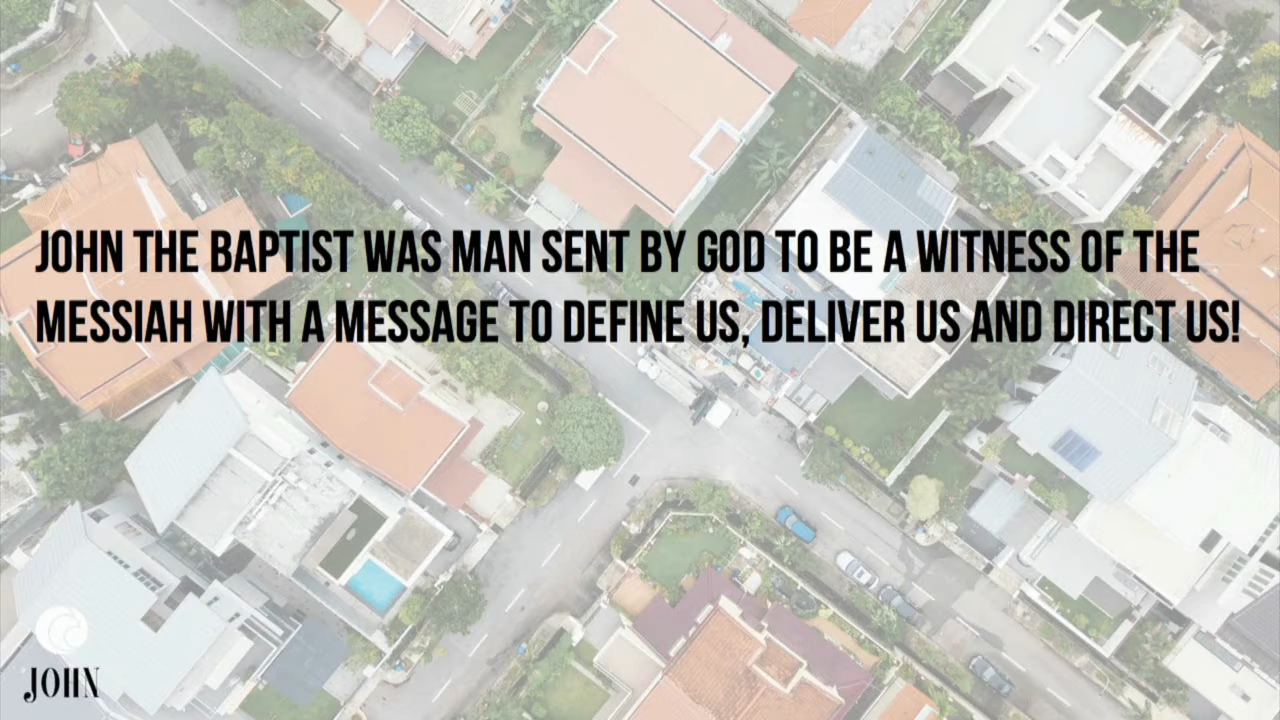 JOHN THE BAPTIST WAS MAN SENT BY GOD TO BE A WITNESS OF THE
MESSIAH WITH A MESSAGE TO DEFINE US, DELIVER US AND DIRECT US!
JOHN